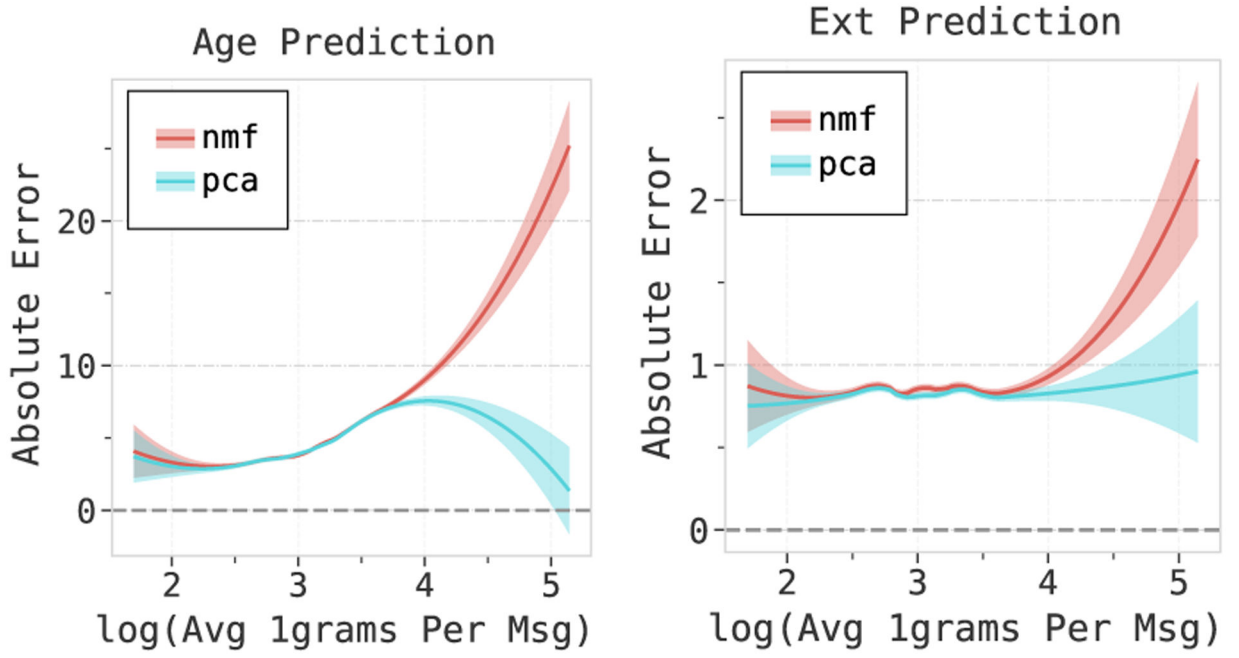 Age Prediction
nmf
pca
Absolute Error
20
10
0
2 3 4 5
log(Avg 1grams Per Msg)
Ext Prediction
nmf
pca
Absolute Error
2
1
0
2 3 4 5
log(Avg 1grams Per Msg)